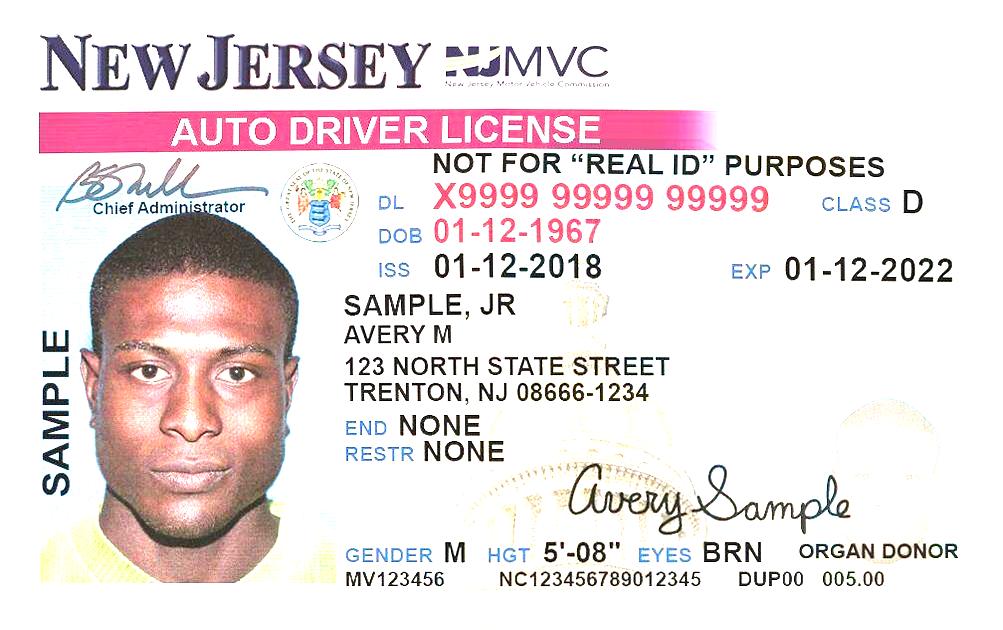 NEW JERSEY NJMVC
New Jersey Motor Vehicle Commission
AUTO DRIVER LICENSE
NOT FOR “REAL ID” PURPOSES
Chief Administrator
DL X9999 99999 99999 CLASS D
DOB 01-12-1967
ISS 01-12-2018 EXP 01-12-2022
SAMPLE, JR
AVERY M
123 NORTH STATE STREET
TRENTON, NJ 08666-1234
END NONE
RESTR NONE
SAMPLE
Avery Sample
GENDER M HGT 5'-08" EYES BRN ORGAN DONOR
MV123456 NC123456789012345 DUP00 005.00